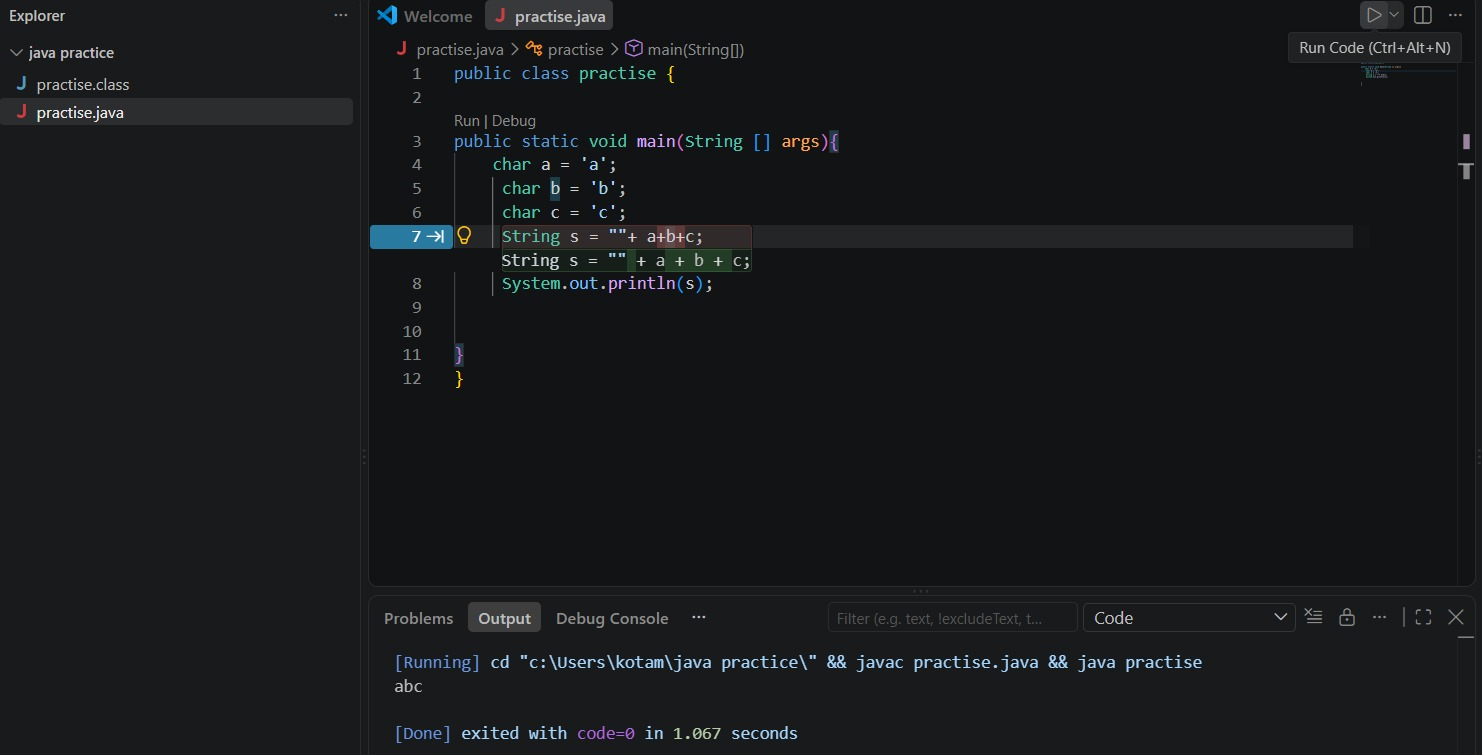 Explorer ···
java practice
J practise.class
J practise.java
Welcome J practise.java
J practise.java > practise > main(String[])
Run Code (Ctrl+Alt+N)
1 public class practise {
2
Run | Debug
3 public static void main(String [] args){
4 char a = 'a';
5 char b = 'b';
6 char c = 'c';
7 String s = ""+ a+b+c;
String s = "" + a + b + c;
8 System.out.println(s);
9
10
11 }
12 }
Problems Output Debug Console ··· Filter (e.g. text, !excludeText, t... Code
[Running] cd "c:\Users\kotam\java practice\" && javac practise.java && java practise
abc
[Done] exited with code=0 in 1.067 seconds